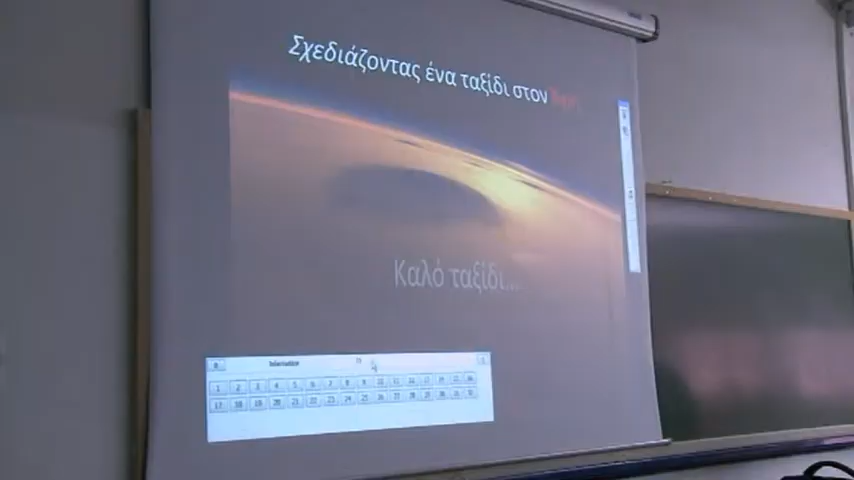 Σχεδιάζοντας ένα ταξίδι στον
Καλό ταξίδι...
1 2 3 4 5 6 7 8 9 10 11 12 13 14 15 16
17 18 19 20 21 22 23 24 25 26 27 28 29 30 31 32